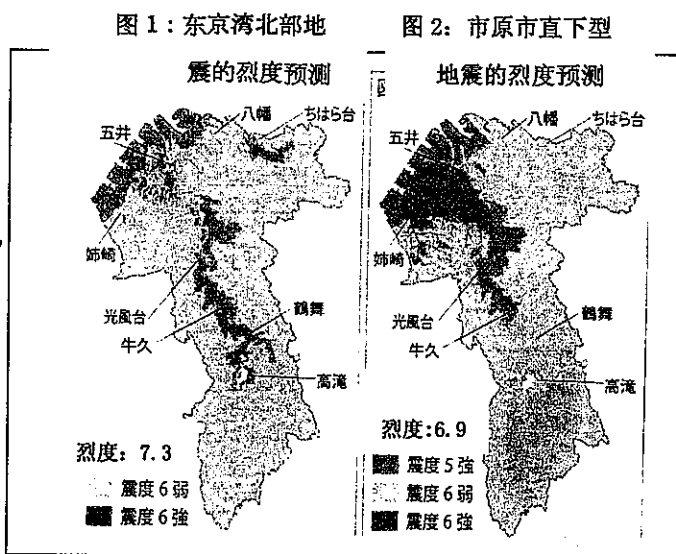 图 1：东京湾北部地
震的烈度预测
八幡
ちはら台
五井
姉崎
光風台
牛久
鶴舞
高滝
烈度：7.3
震度６弱
震度６強
图 2：市原市直下型
地震的烈度预测
八幡
ちはら台
五井
姉崎
光風台
牛久
鶴舞
高滝
烈度:6.9
震度５強
震度６弱
震度６強